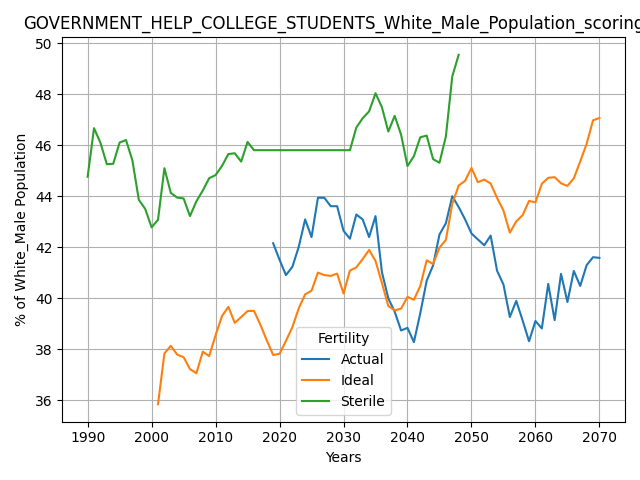 GOVERNMENT_HELP_COLLEGE_STUDENTS_White_Male_Population_scoring
50
48
46
44
42
40
38
36
% of White_Male Population
Fertility
Actual
Ideal
Sterile
1990 2000 2010 2020 2030 2040 2050 2060 2070
Years